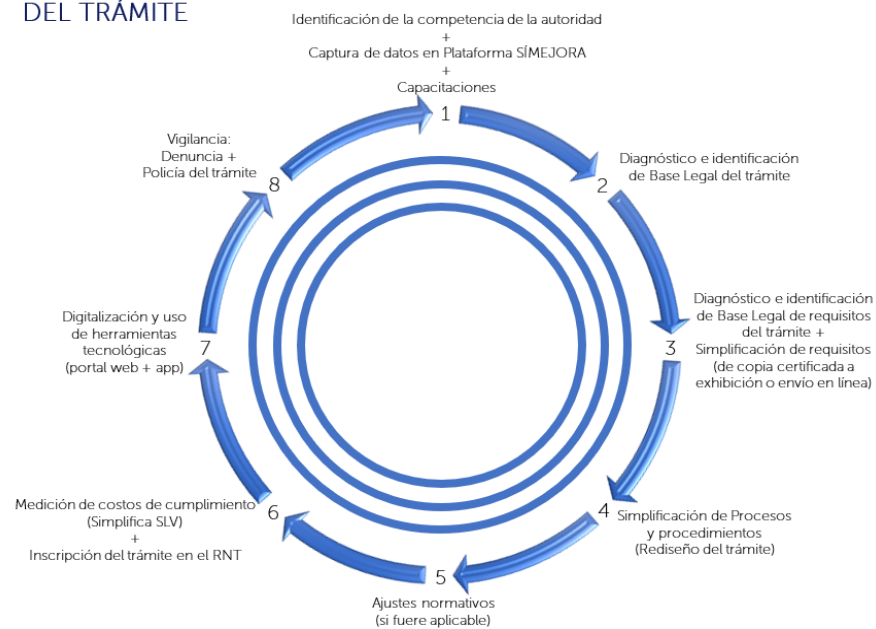 DEL TRÁMITE
Identificación de la competencia de la autoridad
+
Captura de datos en Plataforma SÍMEJORA
+
Capacitaciones
1
Diagnóstico e identificación
de Base Legal del trámite
2
Diagnóstico e identificación
de Base Legal de requisitos
del trámite +
Simplificación de requisitos
(de copia certificada a
exhibición o envío en línea)
3
Simplificación de Procesos
y procedimientos
(Rediseño del trámite)
4
5
Ajustes normativos
(si fuere aplicable)
Medición de costos de cumplimiento
(Simplifica SLV)
+
Inscripción del trámite en el RNT
6
Digitalización y uso
de herramientas
tecnológicas
(portal web + app)
7
Vigilancia:
Denuncia +
Policía del trámite
8